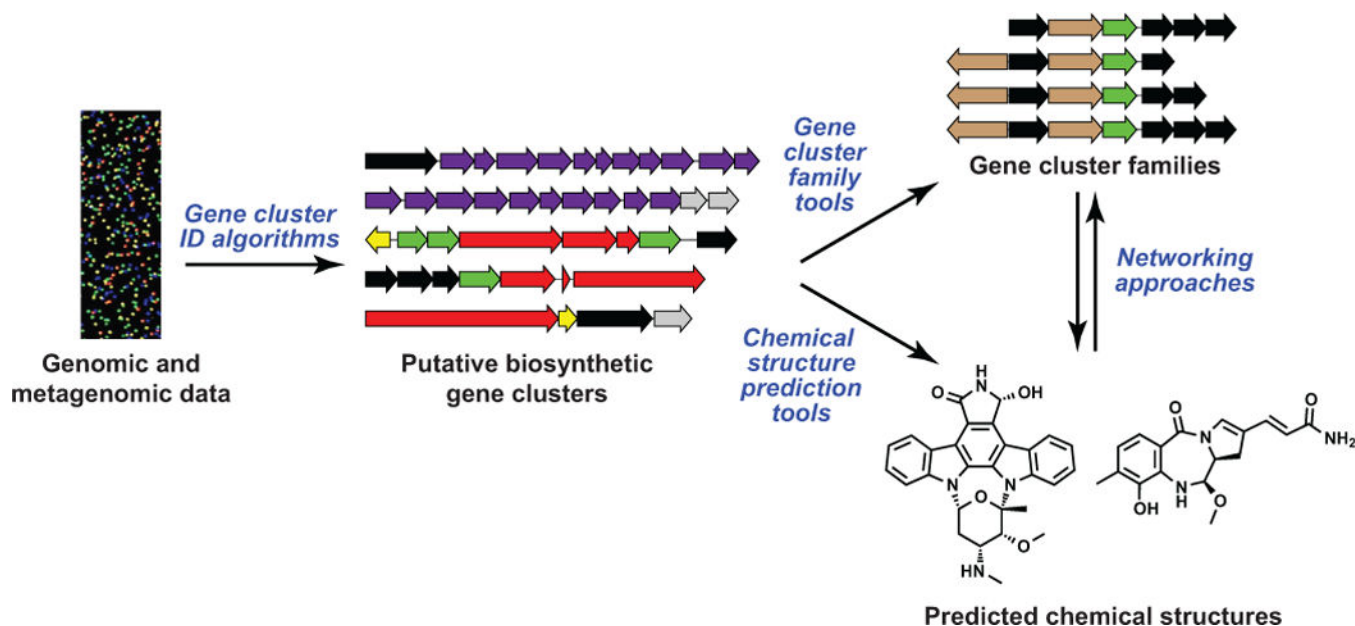 Genomic and
metagenomic data
Gene cluster
ID algorithms
Putative biosynthetic
gene clusters
Gene
cluster
family
tools
Chemical
structure
prediction
tools
Gene cluster families
Networking
approaches
H
N
O
OH
N
N
O
O
HN
O
N
O
NH2
N
H
OH
O
Predicted chemical structures